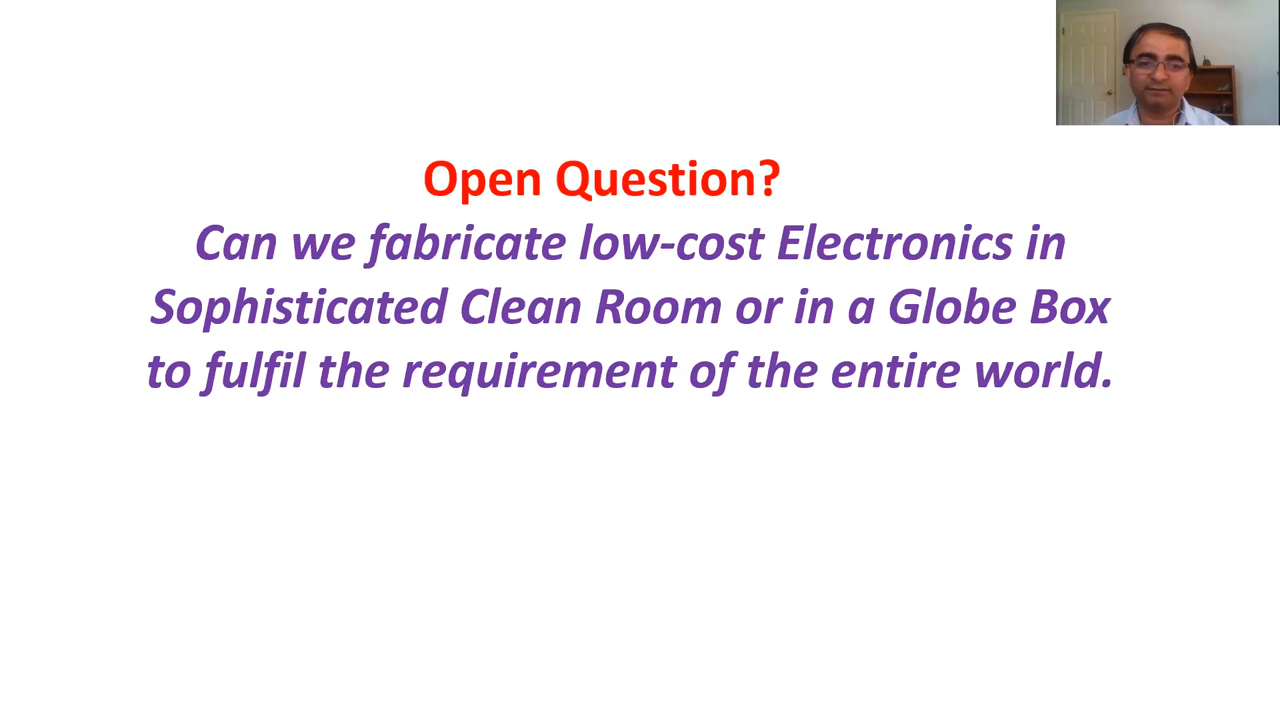 Open Question?
Can we fabricate low-cost Electronics in
Sophisticated Clean Room or in a Globe Box
to fulfil the requirement of the entire world.